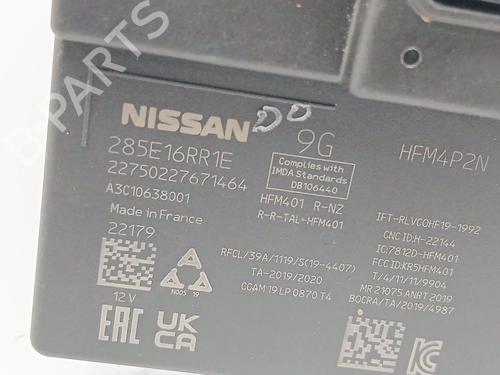 B-PARTS
NISSAN
DO
9G
HFM4P2N
285E16RR1E
22750227671464
A3C10638001
Made in France
22179
Complies with
IMDA Standards
DB106440
HFM401 R-NZ
R-R-TAL-HFM401
IFT-RLVCOHF19-1992
CNC ID:H-22144
IC:7812D-HFM401
FCC ID:KR5HFM401
T/4/11/11/9904
MR 21075 ANRT 2019
BOCRA/TA/2019/4987
RFCL/39A/1119/S(19-4407)
TA-2019/2020
CCAM 19 LP 0870 T4
12 V
N005 19
EAC
UK
CA